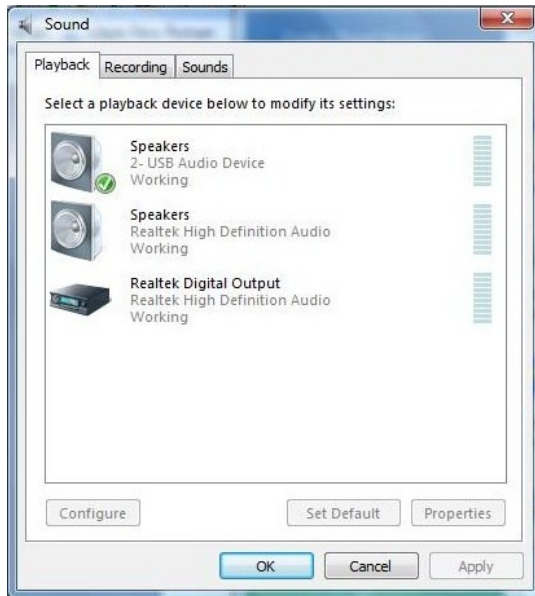 Sound
Playback
Recording
Sounds
Select a playback device below to modify its settings:
Speakers
2- USB Audio Device
Working
Speakers
Realtek High Definition Audio
Working
Realtek Digital Output
Realtek High Definition Audio
Working
Configure
Set Default
Properties
OK
Cancel
Apply